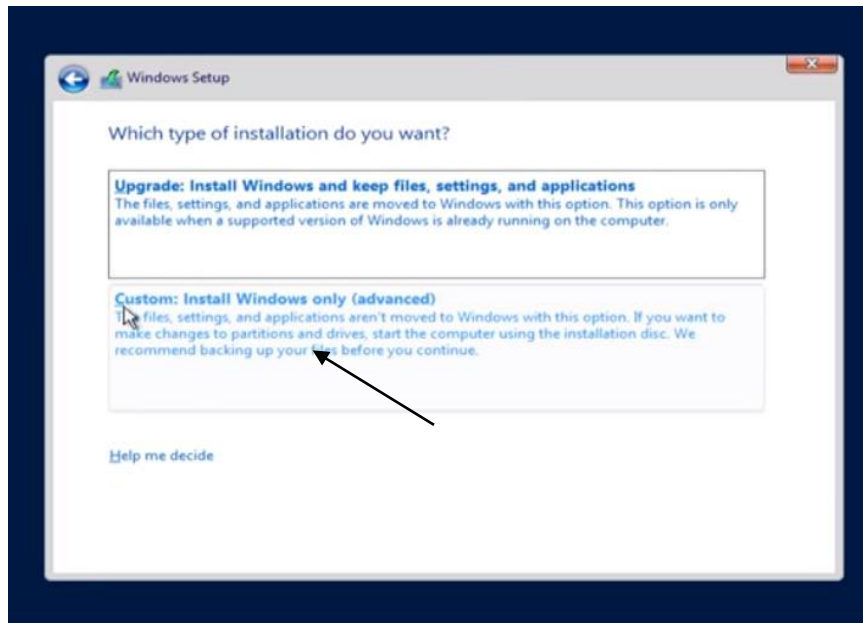 Windows Setup
Which type of installation do you want?
Upgrade: Install Windows and keep files, settings, and applications
The files, settings, and applications are moved to Windows with this option. This option is only
available when a supported version of Windows is already running on the computer.
Custom: Install Windows only (advanced)
The files, settings, and applications aren't moved to Windows with this option. If you want to
make changes to partitions and drives, start the computer using the installation disc. We
recommend backing up your files before you continue.
Help me decide